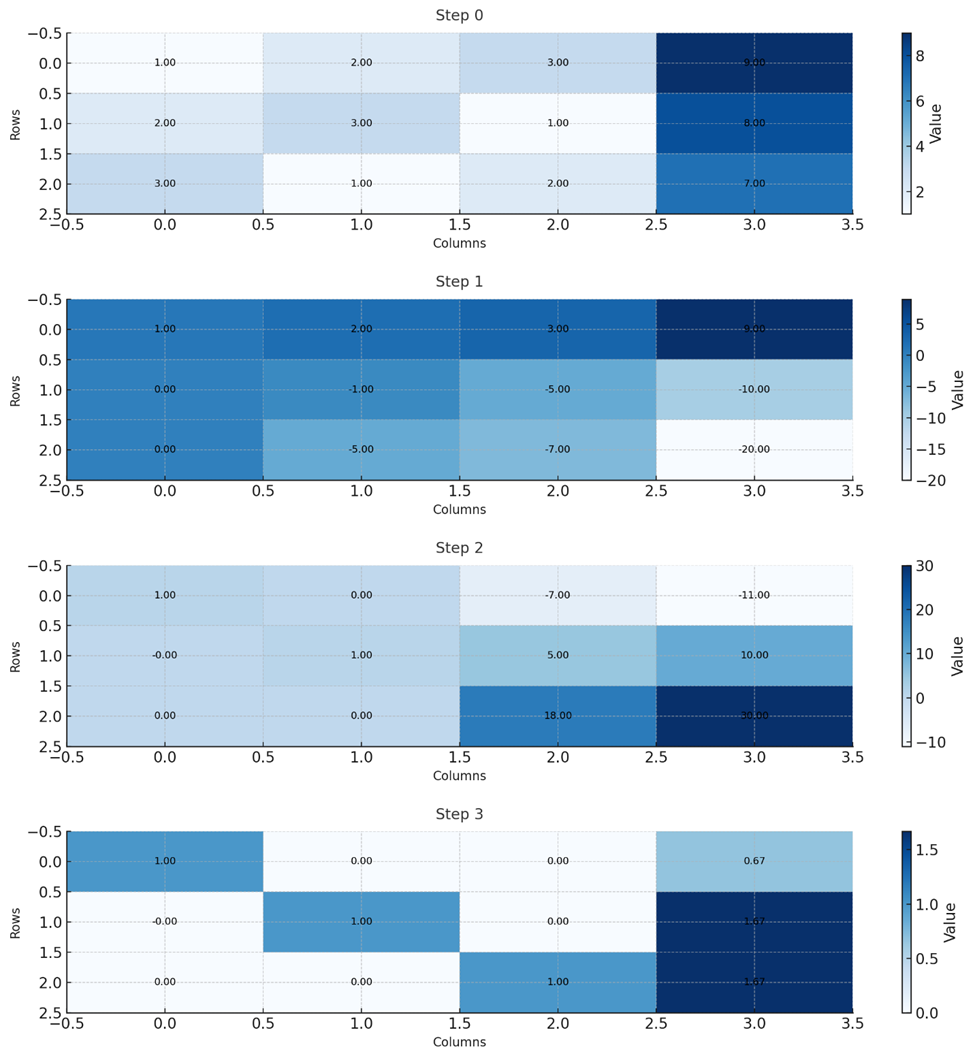 Step 0
−0.5
0.0 1.00 2.00 3.00 9.00 8
0.5
Rows 1.0 2.00 3.00 1.00 8.00 6 Value
1.5 4
2.0 3.00 1.00 2.00 7.00 2
2.5
−0.5 0.0 0.5 1.0 1.5 2.0 2.5 3.0 3.5
Columns
Step 1
−0.5
0.0 1.00 2.00 3.00 9.00 5
0.5 0
Rows 1.0 0.00 -1.00 -5.00 -10.00 −5 Value
1.5 −10
2.0 0.00 -5.00 -7.00 -20.00 −15
2.5 −20
−0.5 0.0 0.5 1.0 1.5 2.0 2.5 3.0 3.5
Columns
Step 2
−0.5 30
0.0 1.00 0.00 -7.00 -11.00
0.5 20
Rows 1.0 -0.00 1.00 5.00 10.00 10 Value
1.5 0
2.0 0.00 0.00 18.00 30.00
2.5 −10
−0.5 0.0 0.5 1.0 1.5 2.0 2.5 3.0 3.5
Columns
Step 3
−0.5 1.5
0.0 1.00 0.00 0.00 0.67
0.5 1.0
Rows 1.0 -0.00 1.00 0.00 1.67 Value
1.5 0.5
2.0 0.00 0.00 1.00 1.67
2.5 0.0
−0.5 0.0 0.5 1.0 1.5 2.0 2.5 3.0 3.5
Columns